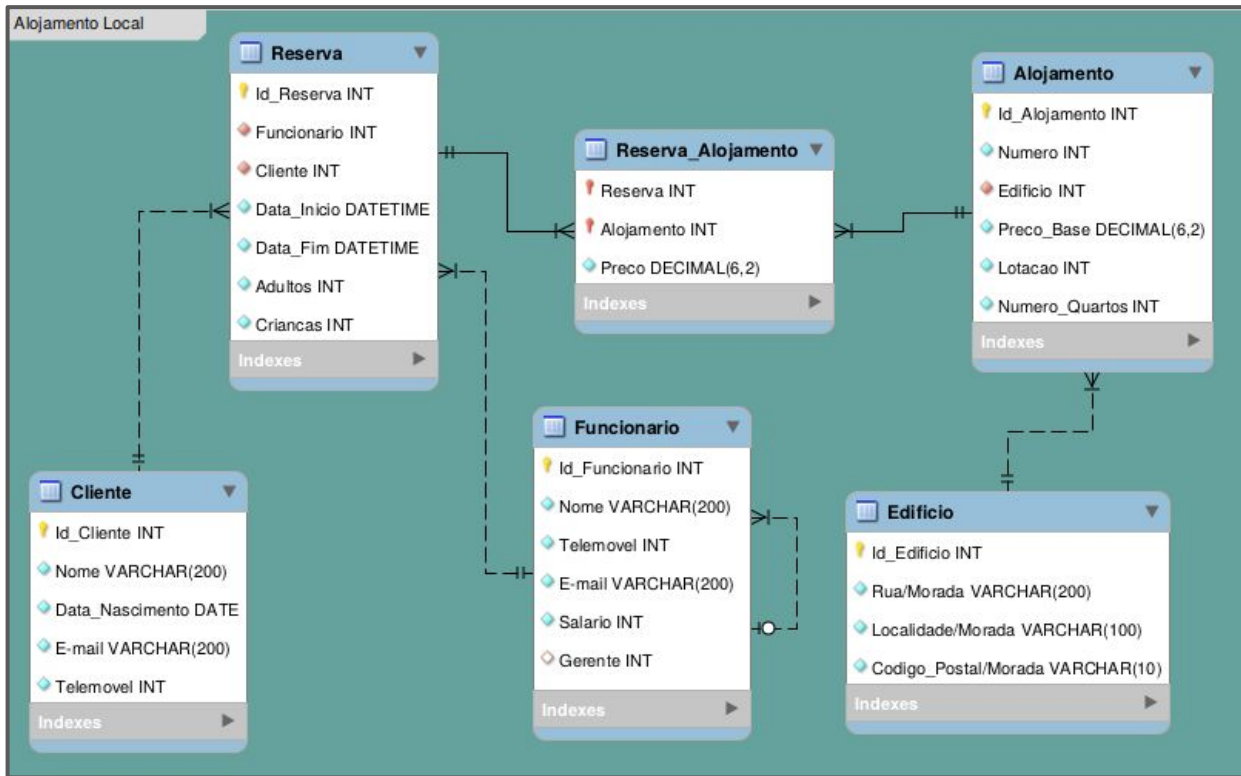 Alojamento Local
Reserva
Id_Reserva INT
Funcionario INT
Cliente INT
Data_Inicio DATETIME
Data_Fim DATETIME
Adultos INT
Criancas INT
Indexes
Reserva_Alojamento
Reserva INT
Alojamento INT
Preco DECIMAL(6,2)
Indexes
Alojamento
Id_Alojamento INT
Numero INT
Edificio INT
Preco_Base DECIMAL(6,2)
Lotacao INT
Numero_Quartos INT
Indexes
Cliente
Id_Cliente INT
Nome VARCHAR(200)
Data_Nascimento DATE
E-mail VARCHAR(200)
Telemovel INT
Indexes
Funcionario
Id_Funcionario INT
Nome VARCHAR(200)
Telemovel INT
E-mail VARCHAR(200)
Salario INT
Gerente INT
Indexes
Edificio
Id_Edificio INT
Rua/Morada VARCHAR(200)
Localidade/Morada VARCHAR(100)
Codigo_Postal/Morada VARCHAR(10)
Indexes